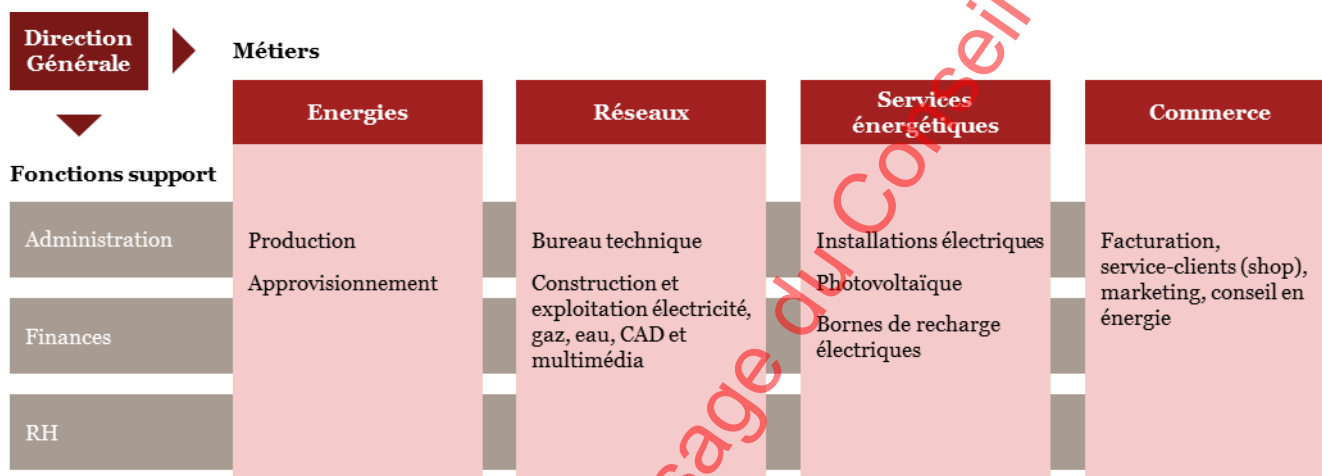 Direction
Générale
Métiers
Energies
Réseaux
Services
énergétiques
Commerce
Fonctions support
Administration
Finances
RH
Production
Approvisionnement
Bureau technique
Construction et
exploitation électricité,
gaz, eau, CAD et
multimédia
Installations électriques
Photovoltaïque
Bornes de recharge
électriques
Facturation,
service-clients (shop),
marketing, conseil en
énergie
du Conseil